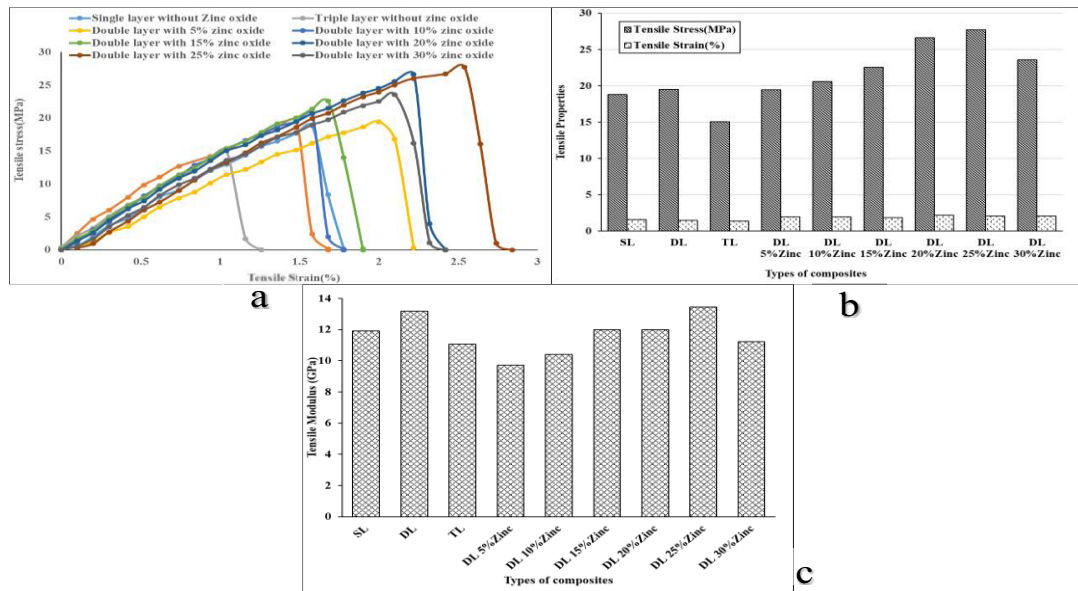 Single layer without Zinc oxide
Triple layer without zinc oxide
Double layer with 5% zinc oxide
Double layer with 10% zinc oxide
Double layer with 15% zinc oxide
Double layer with 20% zinc oxide
Double layer with 25% zinc oxide
Double layer with 30% zinc oxide
Tensile stress(MPa)
30
25
20
15
10
5
0
0 0.5 1 1.5 2 2.5 3
Tensile Strain(%)
a
Tensile Properties
30
25
20
15
10
5
0
Tensile Stress(MPa)
Tensile Strain(%)
SL DL TL DL DL DL DL DL DL
5%Zinc 10%Zinc 15%Zinc 20%Zinc 25%Zinc 30%Zinc
Types of composites
b
Tensile Modulus (GPa)
14
12
10
8
6
4
2
0
SL
DL
TL
DL 5%Zinc
DL 10%Zinc
DL 15%Zinc
DL 20%Zinc
DL 25%Zinc
DL 30%Zinc
Types of composites
c